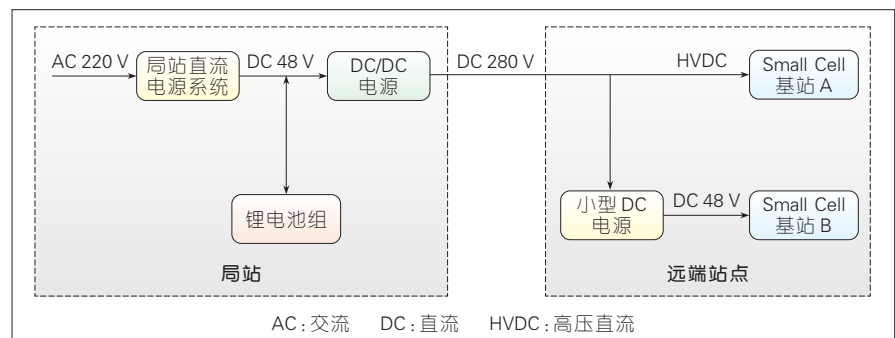 AC 220 V
局站直流
电源系统
DC 48 V
DC/DC
电源
DC 280 V
HVDC
Small Cell
基站 A
锂电池组
小型 DC
电源
DC 48 V
Small Cell
基站 B
局站
远端站点
AC：交流 DC：直流 HVDC：高压直流